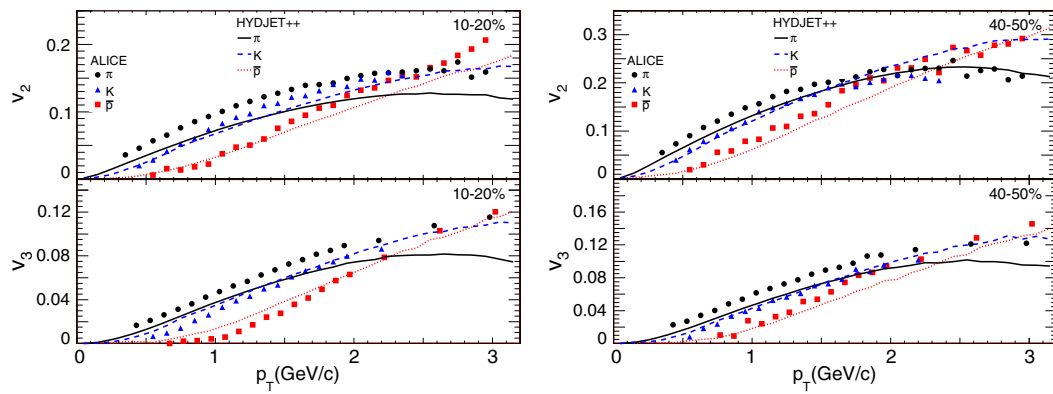 HYDJET++
10-20%
0.2
π
K
p̅
ALICE
π
K
p̅
v2
0.1
0
10-20%
0.12
v3
0.08
0.04
0
0 1 2 3
pT(GeV/c)
HYDJET++
40-50%
0.3
π
K
p̅
ALICE
π
K
p̅
0.2
v2
0.1
0
40-50%
0.16
0.12
v3
0.08
0.04
0
0 1 2 3
pT(GeV/c)